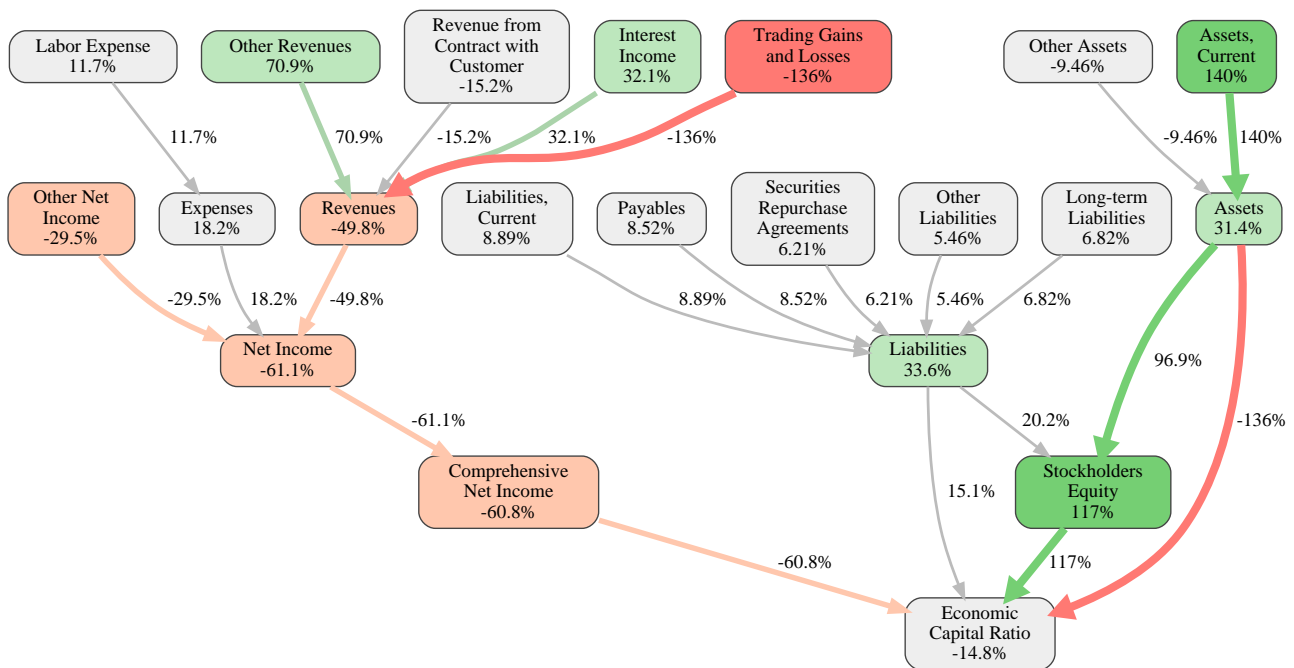 Labor Expense
11.7%
Other Revenues
70.9%
Revenue from
Contract with
Customer
-15.2%
Interest
Income
32.1%
Trading Gains
and Losses
-136%
Other Assets
-9.46%
Assets,
Current
140%
11.7%
70.9%
-15.2%
32.1%
-136%
-9.46%
140%
Other Net
Income
-29.5%
Expenses
18.2%
Revenues
-49.8%
Liabilities,
Current
8.89%
Payables
8.52%
Securities
Repurchase
Agreements
6.21%
Other
Liabilities
5.46%
Long-term
Liabilities
6.82%
Assets
31.4%
-29.5%
18.2%
-49.8%
8.89%
8.52%
6.21%
5.46%
6.82%
Net Income
-61.1%
Liabilities
33.6%
96.9%
-61.1%
20.2%
-136%
Comprehensive
Net Income
-60.8%
15.1%
Stockholders
Equity
117%
-60.8%
117%
Economic
Capital Ratio
-14.8%